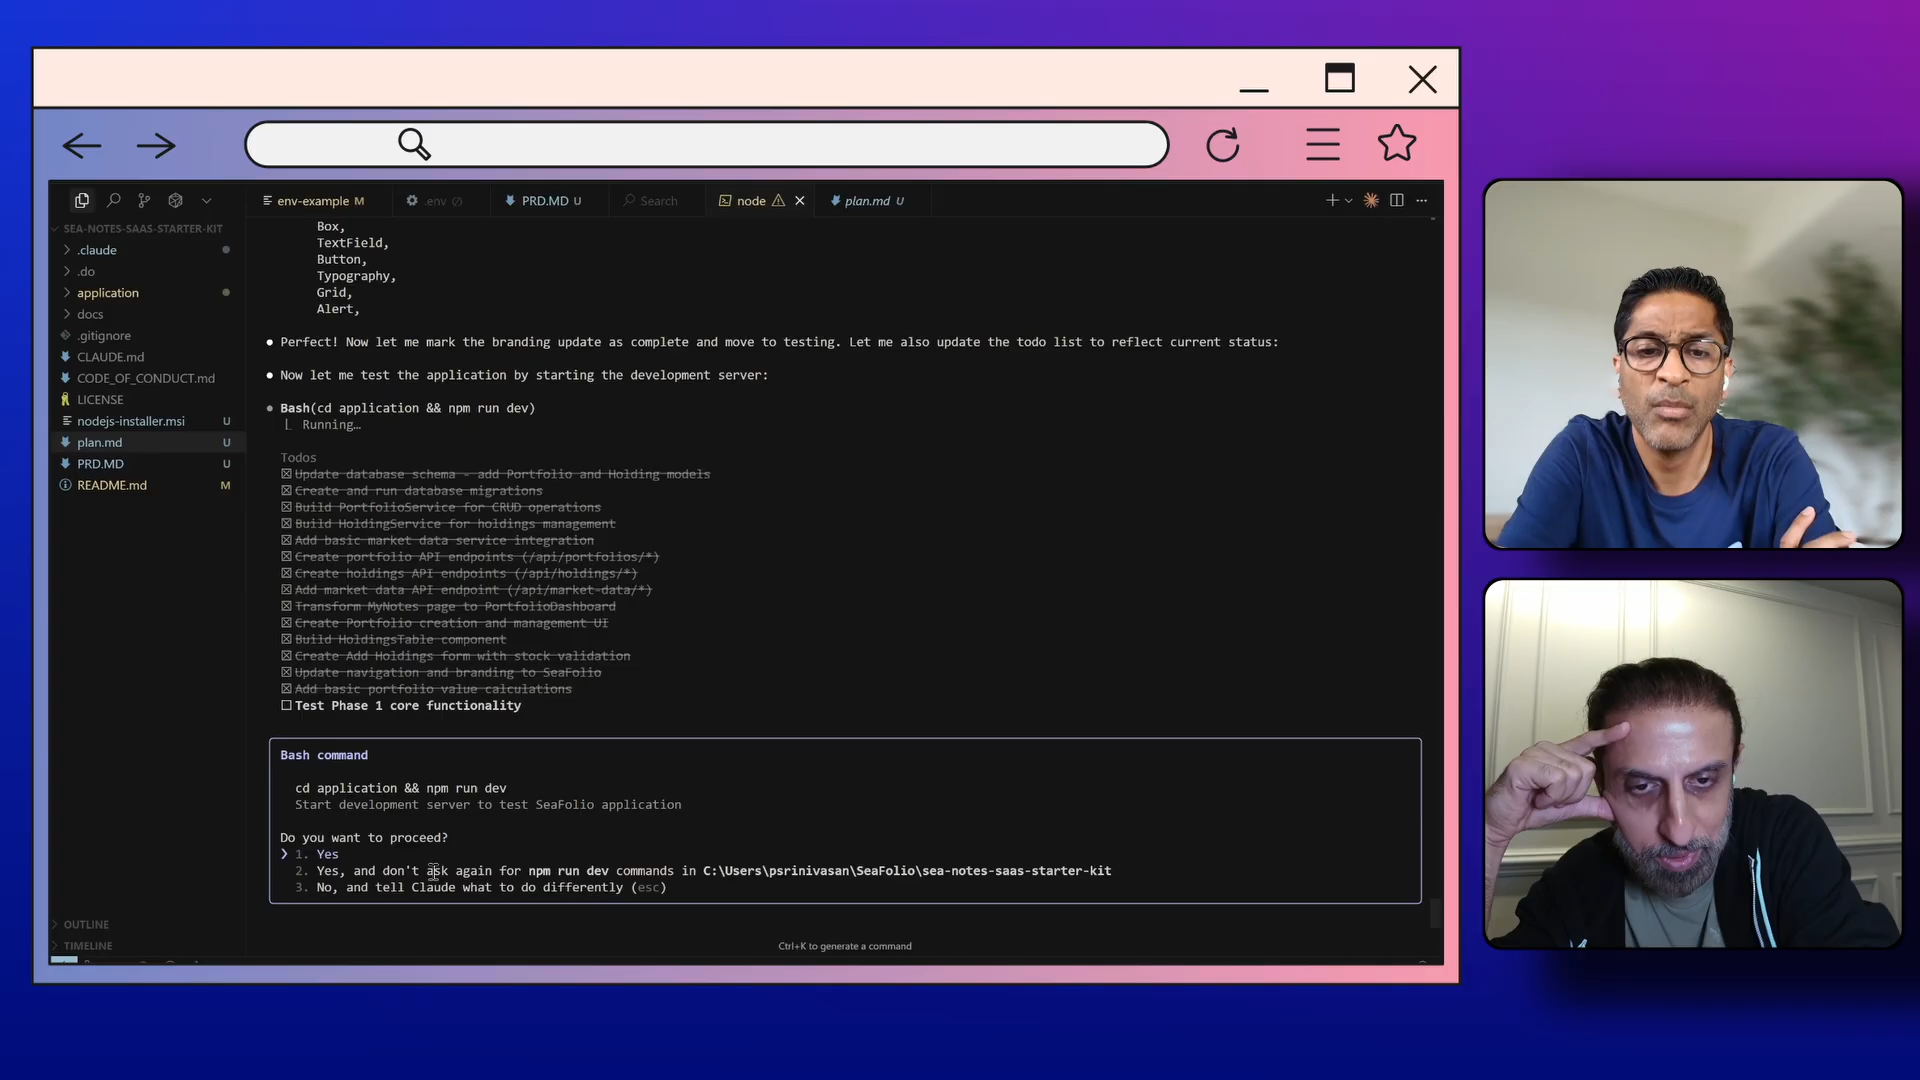 env-example M
.env
PRD.MD U
Search
node
plan.md U
SEA-NOTES-SAAS-STARTER-KIT
.claude
.do
application
docs
.gitignore
CLAUDE.md
CODE_OF_CONDUCT.md
LICENSE
nodejs-installer.msi U
plan.md U
PRD.MD U
README.md M
OUTLINE
TIMELINE
Box,
TextField,
Button,
Typography,
Grid,
Alert,
● Perfect! Now let me mark the branding update as complete and move to testing. Let me also update the todo list to reflect current status:
● Now let me test the application by starting the development server:
● Bash(cd application && npm run dev)
⎿ Running…
Todos
☒ Update database schema - add Portfolio and Holding models
☒ Create and run database migrations
☒ Build PortfolioService for CRUD operations
☒ Build HoldingService for holdings management
☒ Add basic market data service integration
☒ Create portfolio API endpoints (/api/portfolios/*)
☒ Create holdings API endpoints (/api/holdings/*)
☒ Add market data API endpoint (/api/market-data/*)
☒ Transform MyNotes page to PortfolioDashboard
☒ Create Portfolio creation and management UI
☒ Build HoldingsTable component
☒ Create Add Holdings form with stock validation
☒ Update navigation and branding to SeaFolio
☒ Add basic portfolio value calculations
☐ Test Phase 1 core functionality
Bash command
cd application && npm run dev
Start development server to test SeaFolio application
Do you want to proceed?
❯ 1. Yes
2. Yes, and don't ask again for npm run dev commands in C:\Users\psrinivasan\SeaFolio\sea-notes-saas-starter-kit
3. No, and tell Claude what to do differently (esc)
Ctrl+K to generate a command